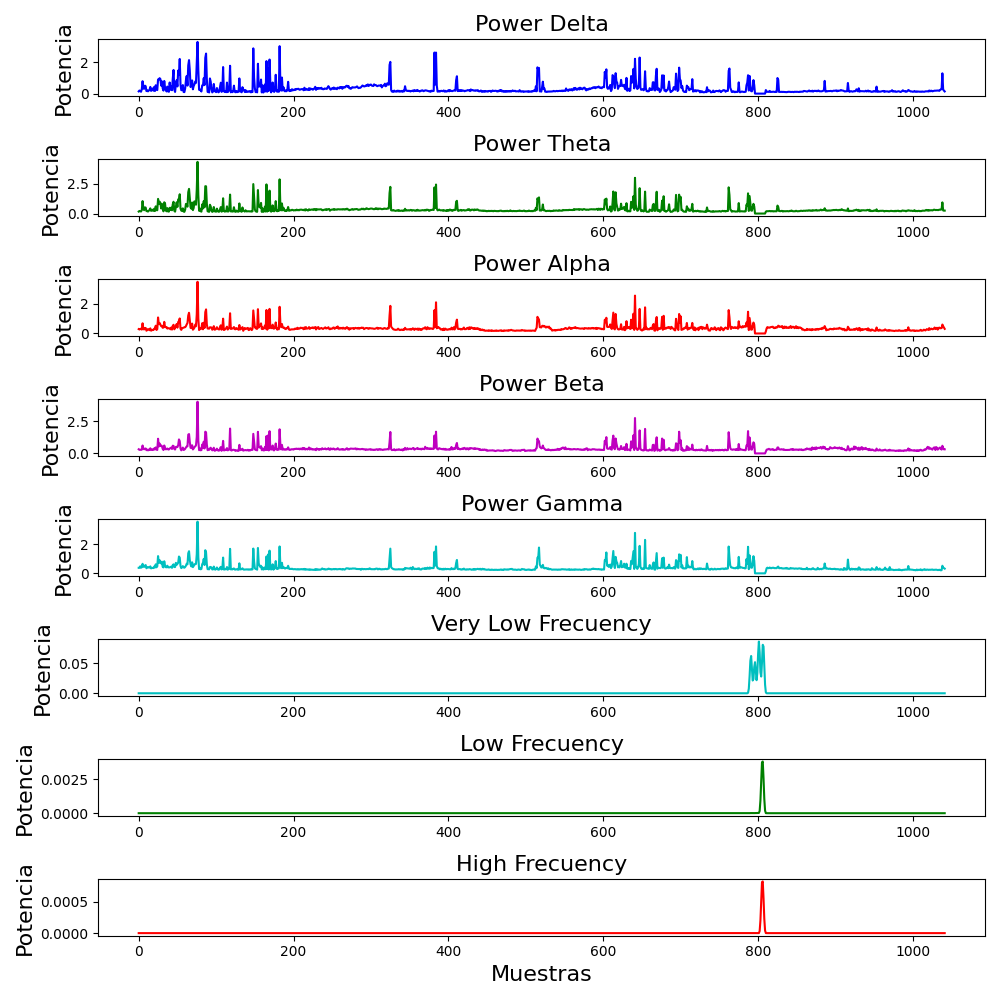 Power Delta
Potencia
2
0
0 200 400 600 800 1000
Power Theta
Potencia
2.5
0.0
0 200 400 600 800 1000
Power Alpha
Potencia
2
0
0 200 400 600 800 1000
Power Beta
Potencia
2.5
0.0
0 200 400 600 800 1000
Power Gamma
Potencia
2
0
0 200 400 600 800 1000
Very Low Frecuency
Potencia
0.05
0.00
0 200 400 600 800 1000
Low Frecuency
Potencia
0.0025
0.0000
0 200 400 600 800 1000
High Frecuency
Potencia
0.0005
0.0000
0 200 400 600 800 1000
Muestras